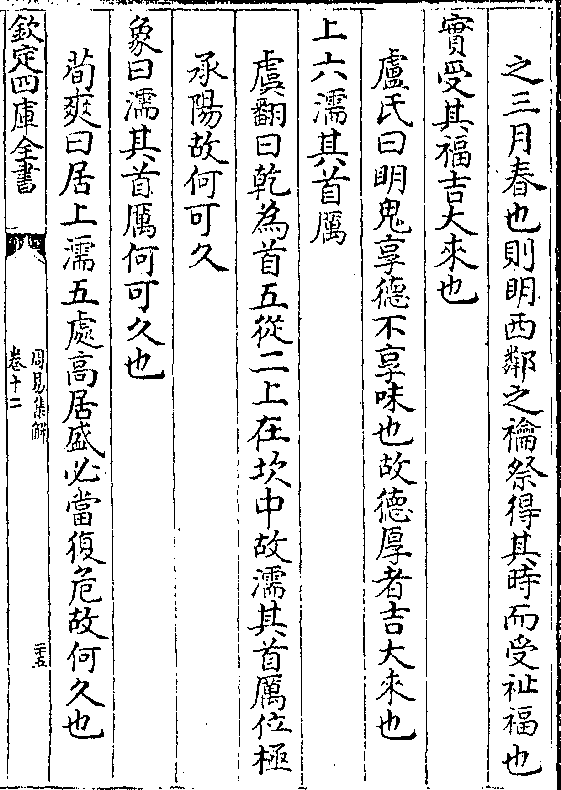 之三月春也則明西鄰之禴祭得其時而受祉福也
實受其福吉大來也
盧氏曰明鬼享德不享味也故德厚者吉大來也
上六濡其首厲
虞翻曰乾為首五從二上在坎中故濡其首厲位極
承陽故何可久
象曰濡其首厲何可久也
荀爽曰居上濡五處高居盛必當復危故何久也
欽定四庫全書
周易集解
卷十二
二十五